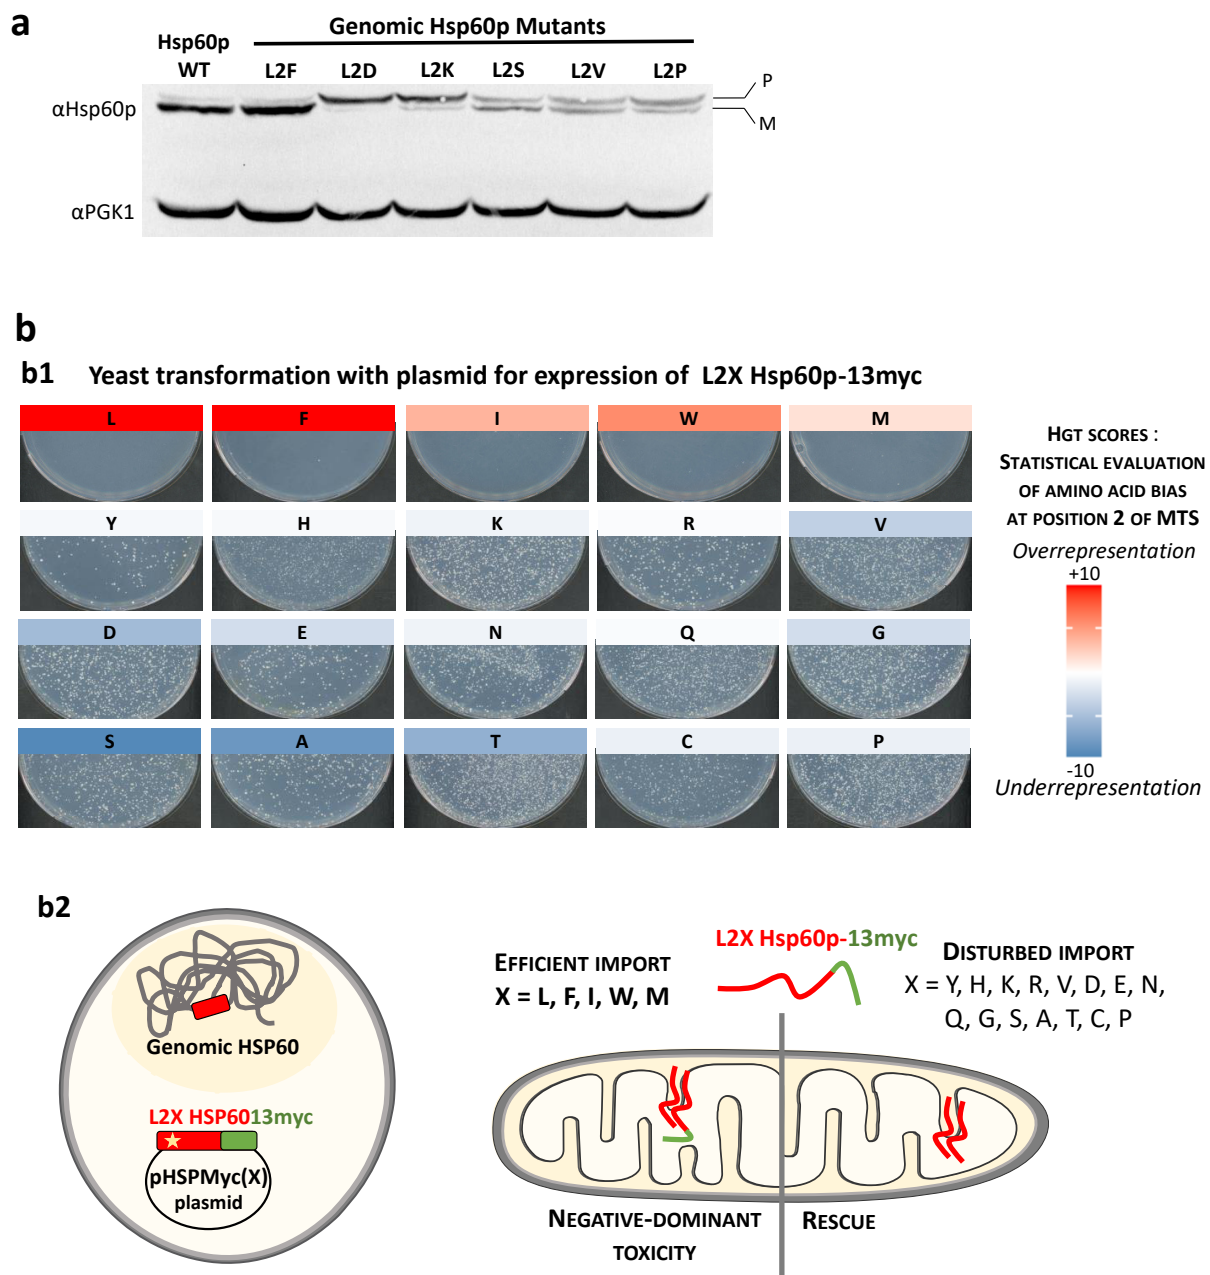 a
Genomic Hsp60p Mutants
Hsp60p
WT
L2F
L2D
L2K
L2S
L2V
L2P
P
αHsp60p
M
αPGK1
b
b1
Yeast transformation with plasmid for expression of L2X Hsp60p-13myc
L
F
I
W
M
Y
H
K
R
V
D
E
N
Q
G
S
A
T
C
P
HGT SCORES :
STATISTICAL EVALUATION
OF AMINO ACID BIAS
AT POSITION 2 OF MTS
Overrepresentation
+10
-10
Underrepresentation
b2
Genomic HSP60
L2X HSP6013myc
pHSPMyc(X)
plasmid
L2X Hsp60p-13myc
EFFICIENT IMPORT
X = L, F, I, W, M
DISTURBED IMPORT
X = Y, H, K, R, V, D, E, N,
Q, G, S, A, T, C, P
NEGATIVE-DOMINANT
TOXICITY
RESCUE